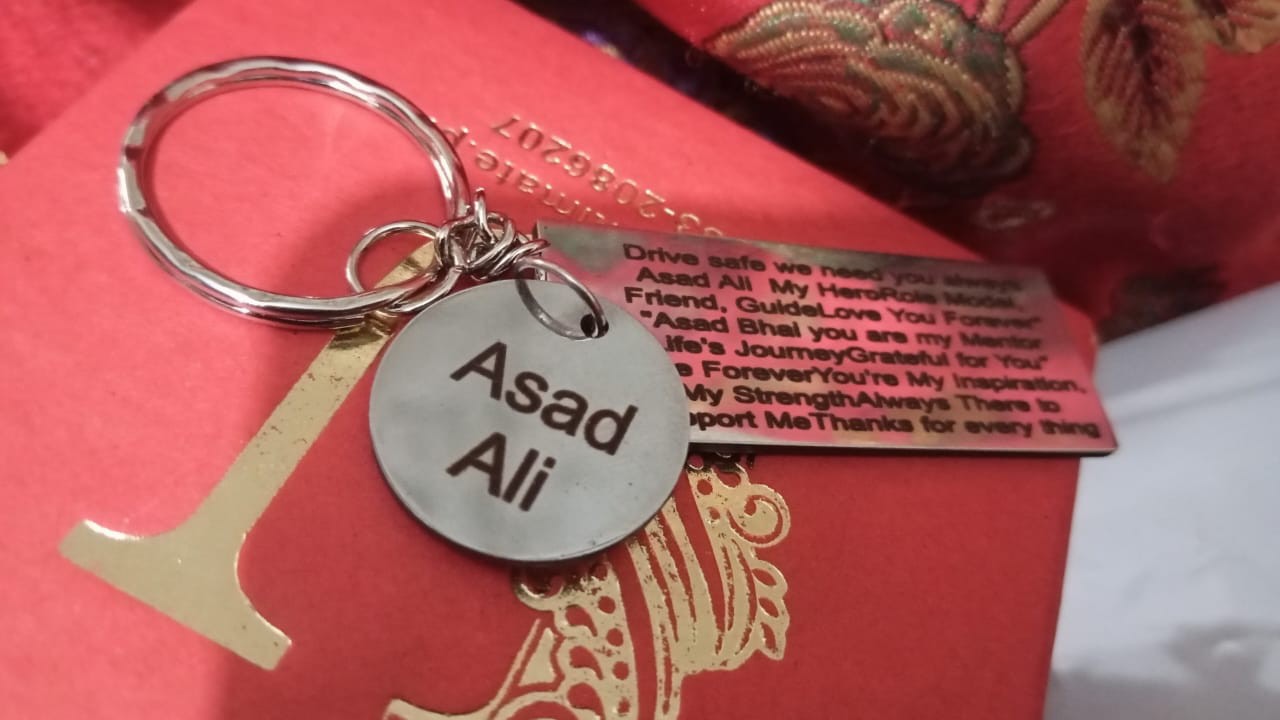 Asad
Ali
Drive safe we need you always
Asad Ali My HeroRole Model,
Friend, GuideLove You Forever"
"Asad Bhai you are my Mentor
ife's JourneyGrateful for You"
e ForeverYou're My Inspiration.
My StrengthAlways There to
pport MeThanks for every thing
3-2086207